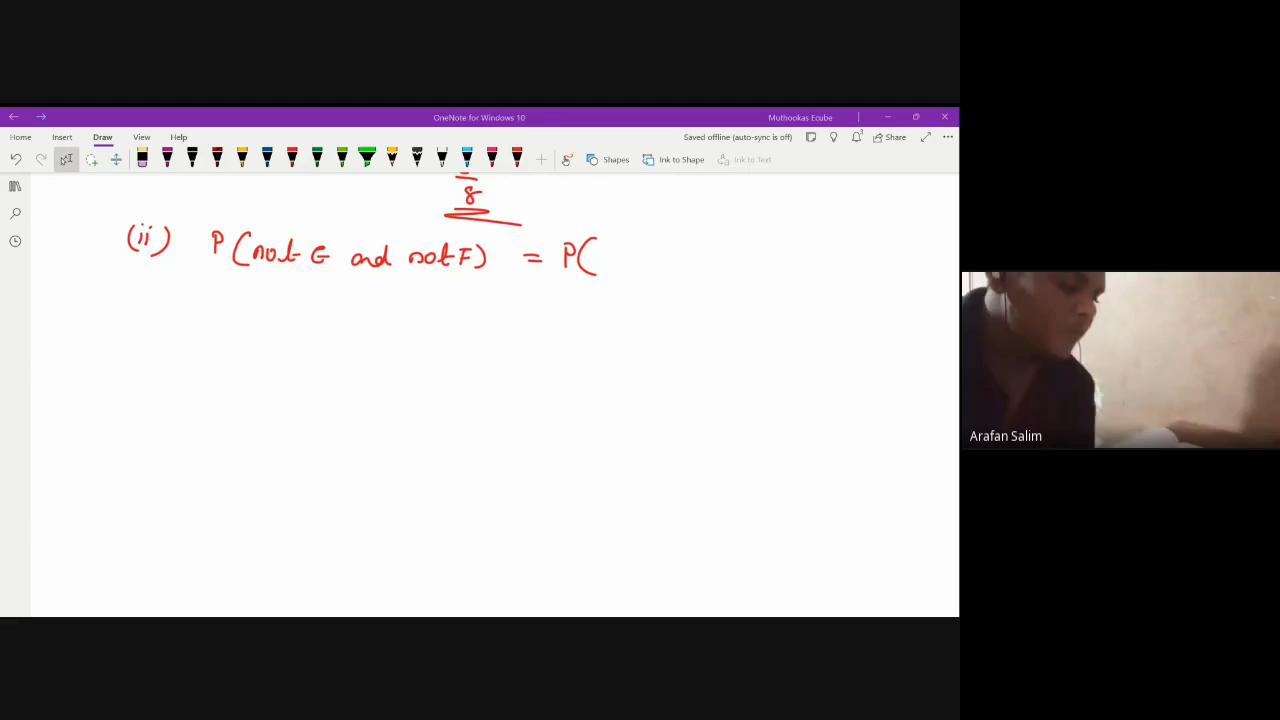 OneNote for Windows 10
Muthookas Ecube
Home Insert Draw View Help
Saved offline (auto-sync is off)
3
Share
Shapes
Ink to Shape
Ink to Text
8
(ii) P(not E and not F) = P(
Arafan Salim